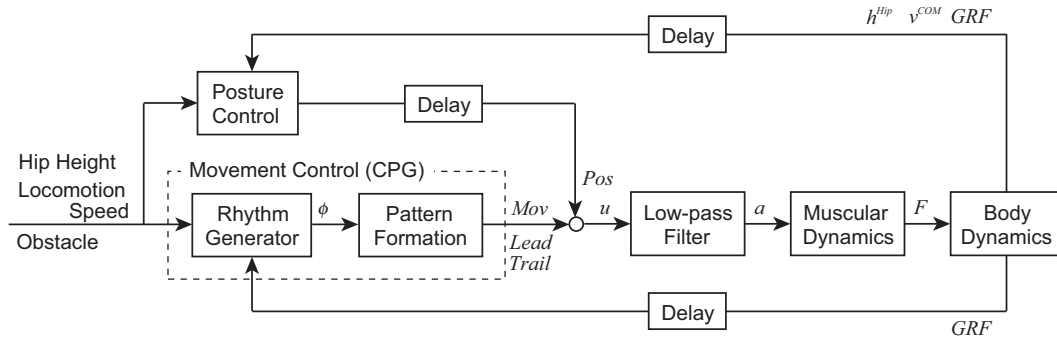 h^Hip v^COM GRF
Delay
Posture
Control
Delay
Hip Height
Locomotion
Speed
Obstacle
Movement Control (CPG)
Rhythm
Generator
ϕ
Pattern
Formation
Mov
Lead
Trail
Pos
u
Low-pass
Filter
a
Muscular
Dynamics
F
Body
Dynamics
Delay
GRF